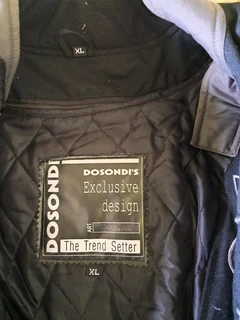 XL
DOSONDI
DOSONDI'S
Exclusive
design
ART
The Trend Setter
XL